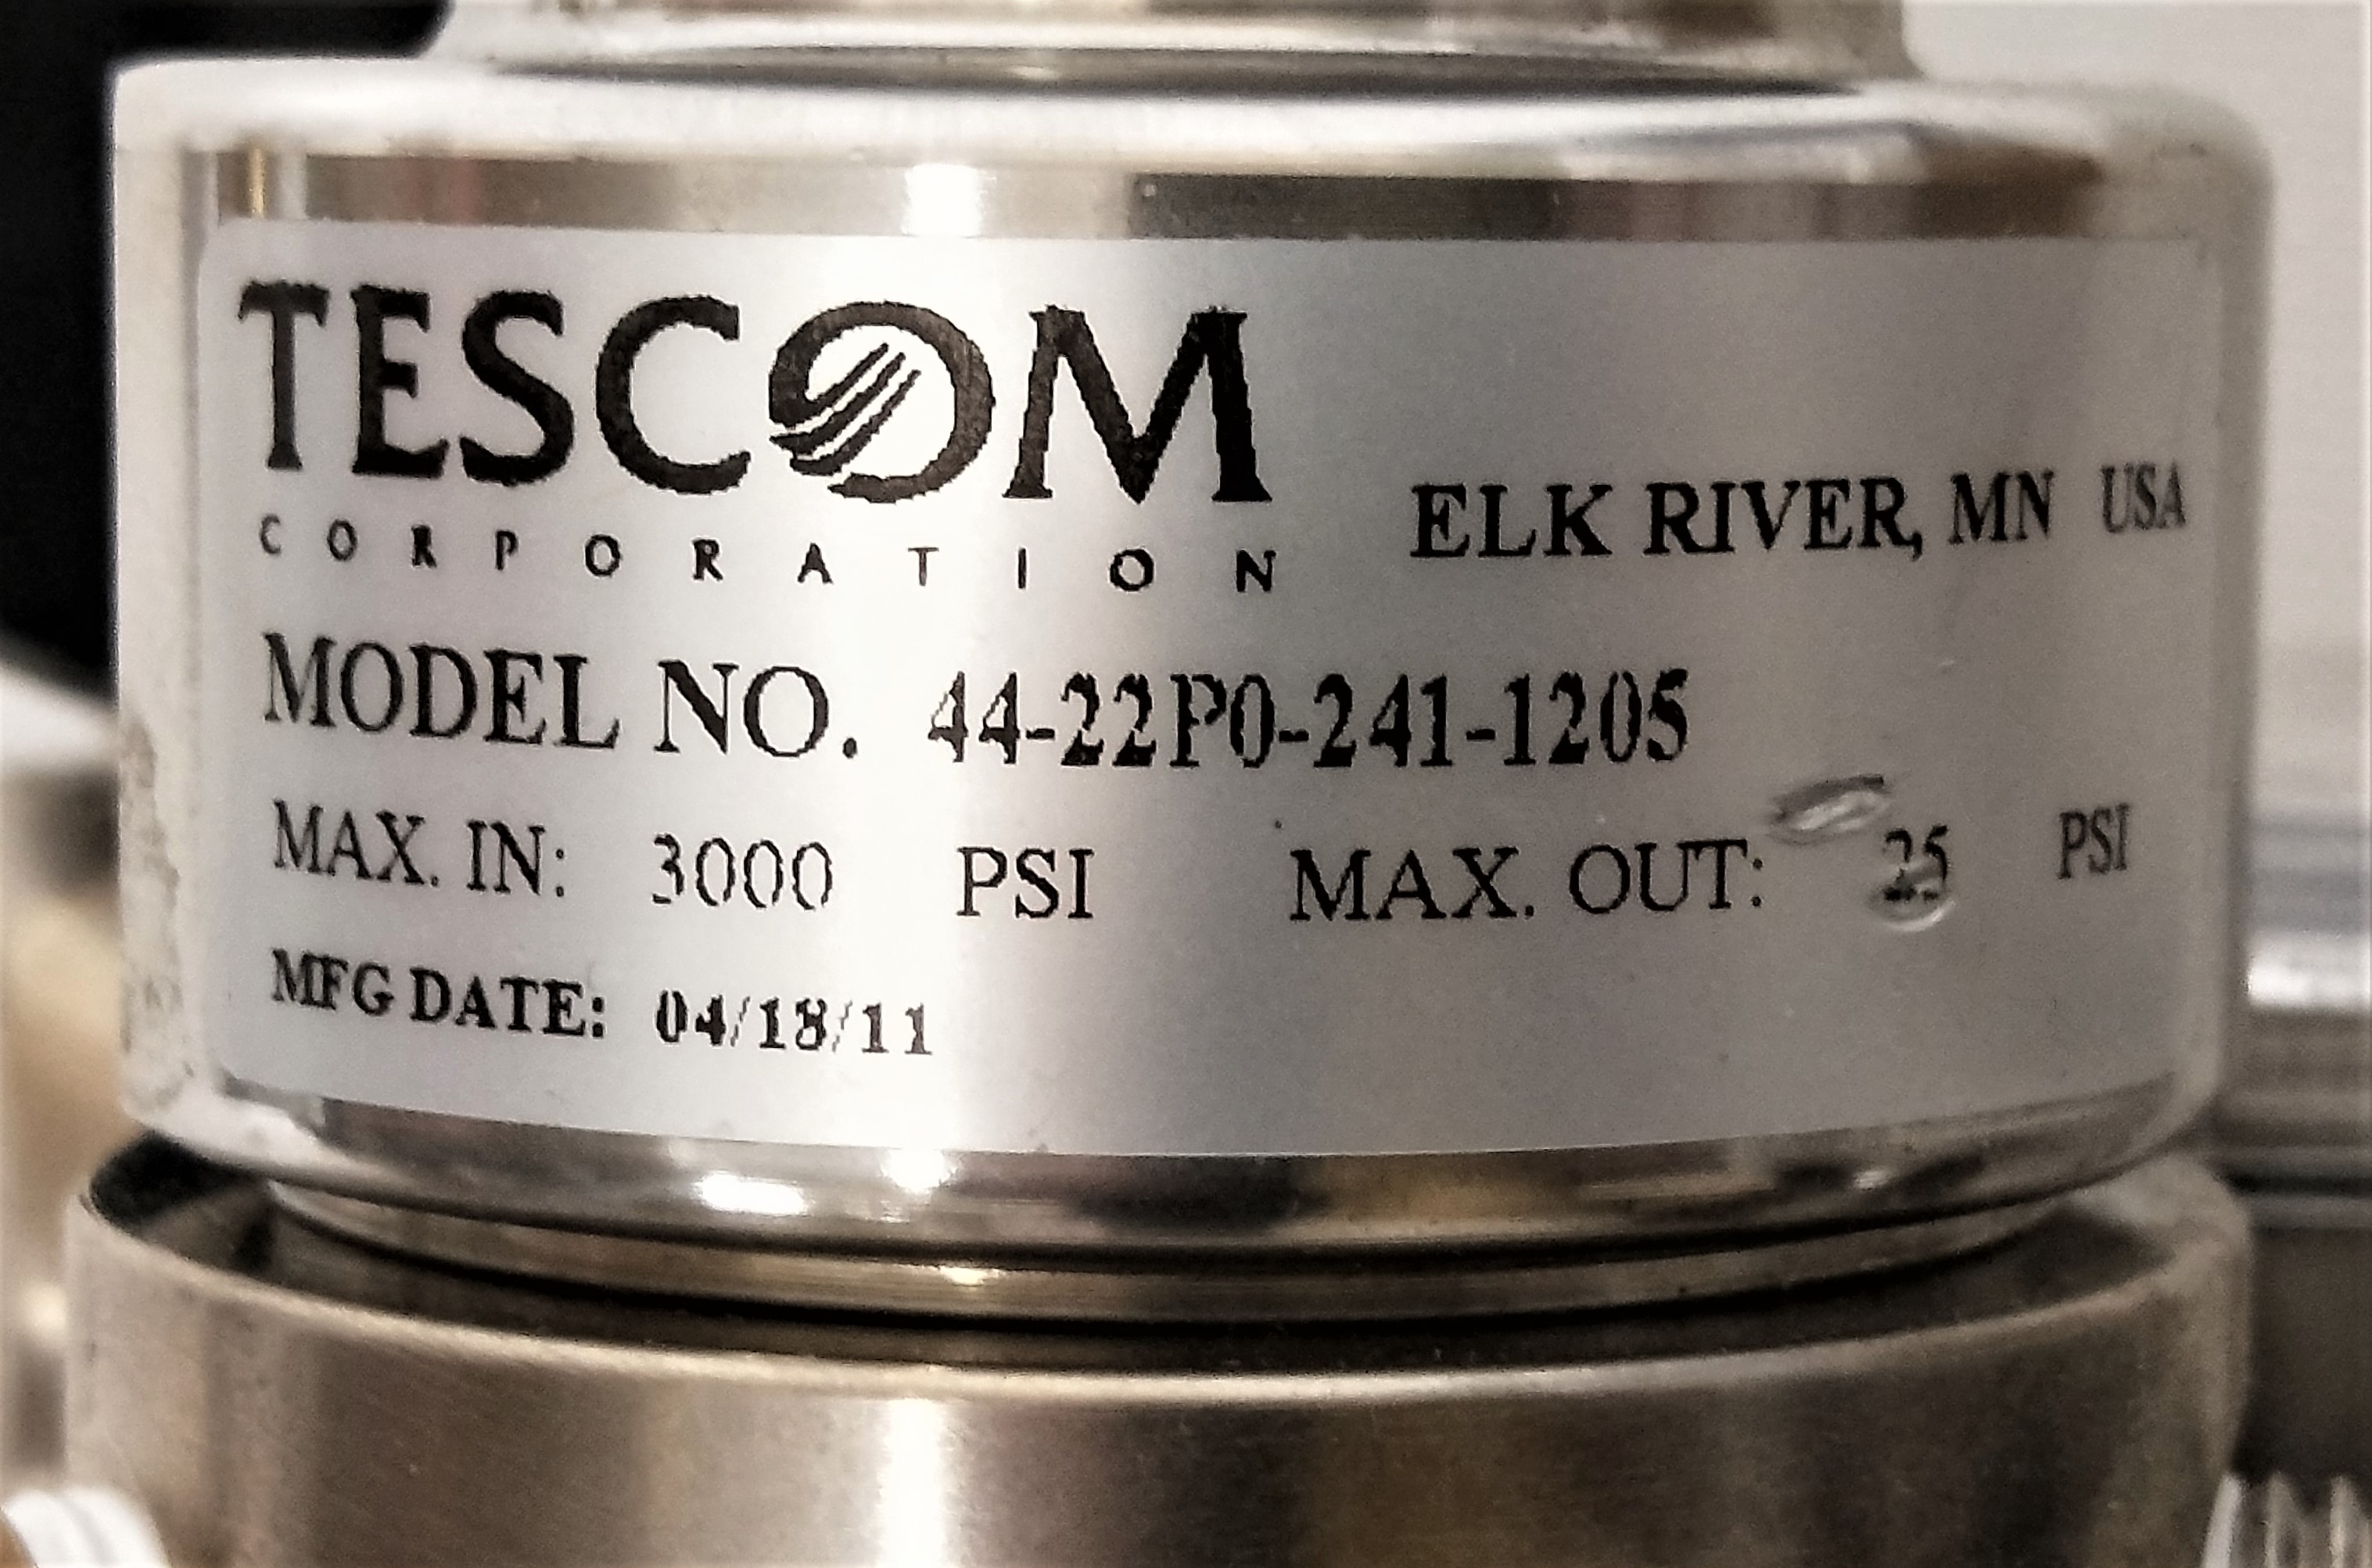 TESCOM
CORPORATION
ELK RIVER, MN USA
MODEL NO. 44-22P0-241-1205
MAX. IN: 3000 PSI MAX. OUT: 25 PSI
MFG DATE: 04/18/11